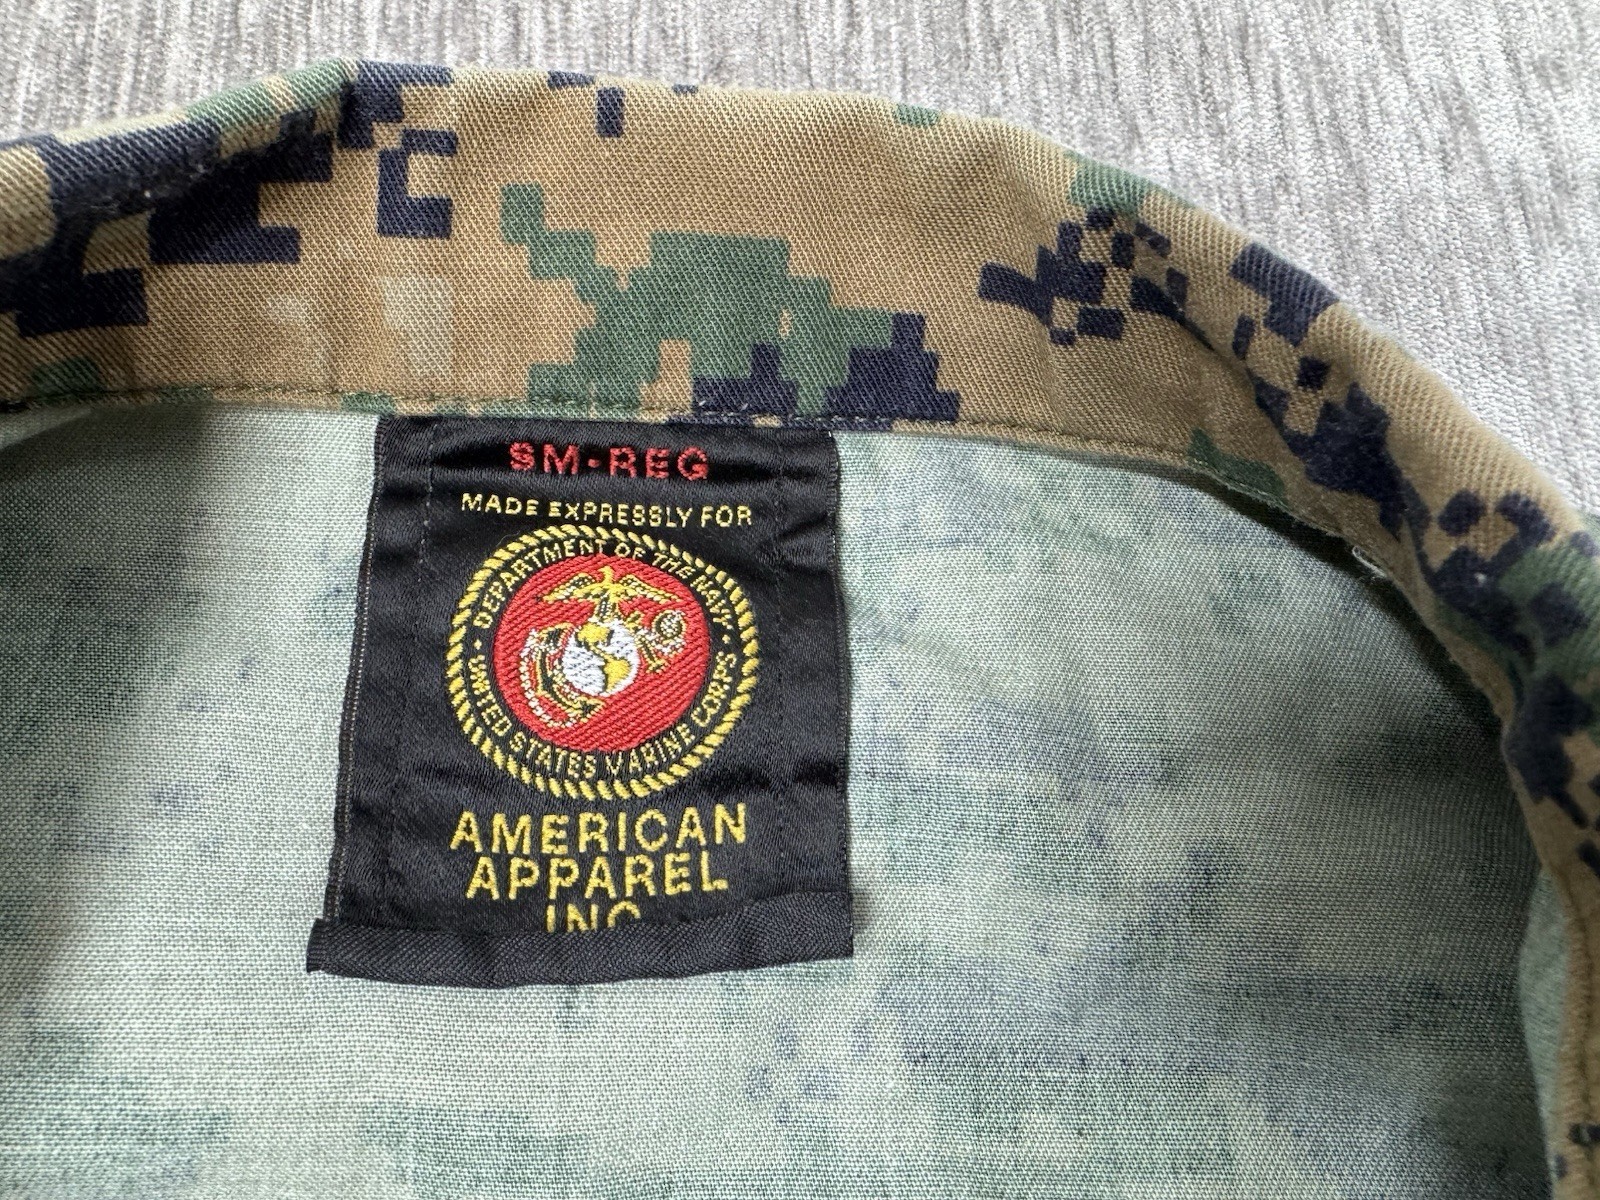 SM-REG
MADE EXPRESSLY FOR
DEPARTMENT OF THE NAVY
UNITED STATES MARINE CORPS
AMERICAN
APPAREL
INC